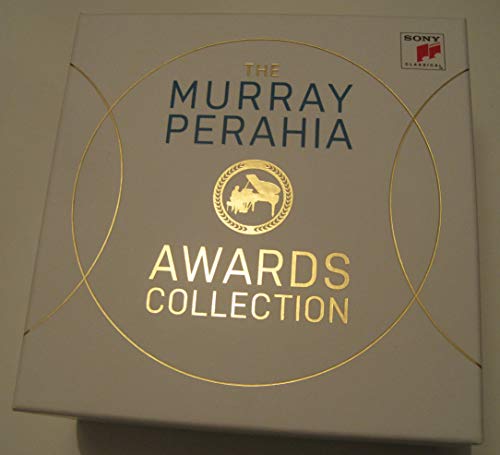 SONY
CLASSICAL
THE
MURRAY
PERAHIA
AWARDS
COLLECTION